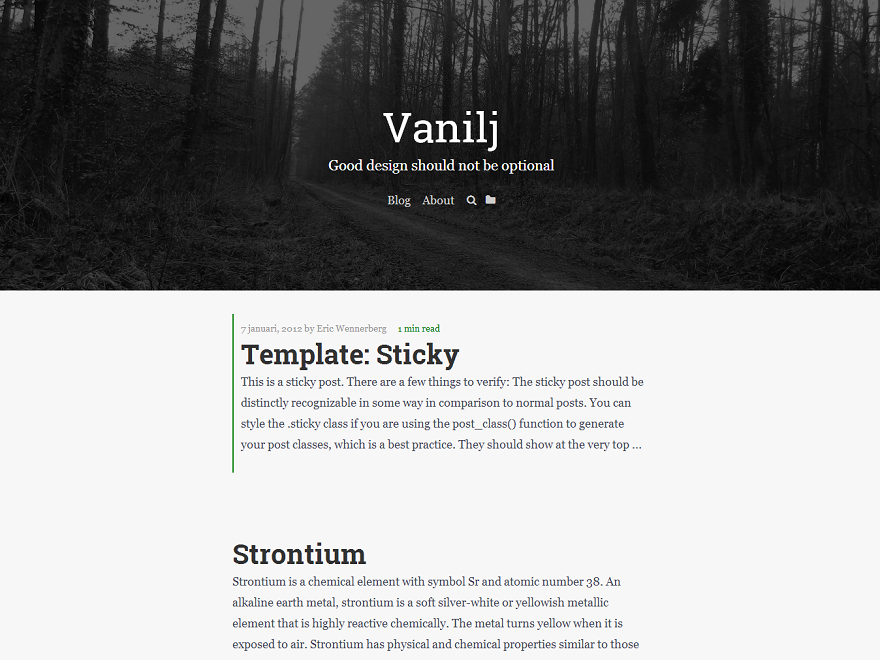 Vanilj
Good design should not be optional
Blog About
7 januari, 2012 by Eric Wennerberg 1 min read
Template: Sticky
This is a sticky post. There are a few things to verify: The sticky post should be
distinctly recognizable in some way in comparison to normal posts. You can
style the .sticky class if you are using the post_class() function to generate
your post classes, which is a best practice. They should show at the very top ...
Strontium
Strontium is a chemical element with symbol Sr and atomic number 38. An
alkaline earth metal, strontium is a soft silver-white or yellowish metallic
element that is highly reactive chemically. The metal turns yellow when it is
exposed to air. Strontium has physical and chemical properties similar to those